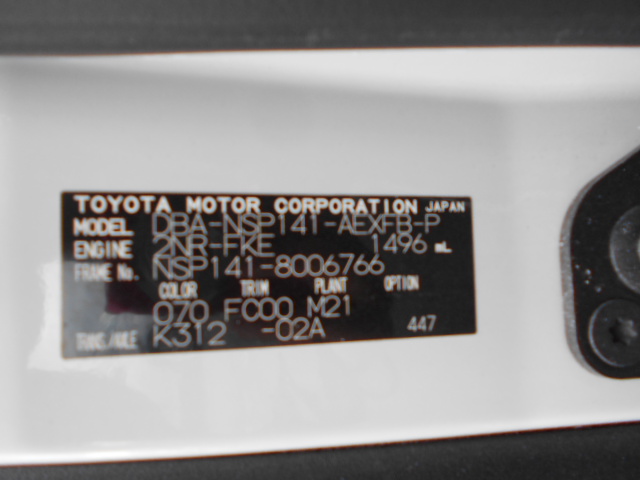 TOYOTA MOTOR CORPORATION JAPAN
MODEL DBA-NSP141-AEXFB-P
ENGINE 2NR-FKE 1496 mL
FRAME No. NSP141-8006766
COLOR TRIM PLANT OPTION
070 FC00 M21
TRANS./AXLE K312 -02A 447